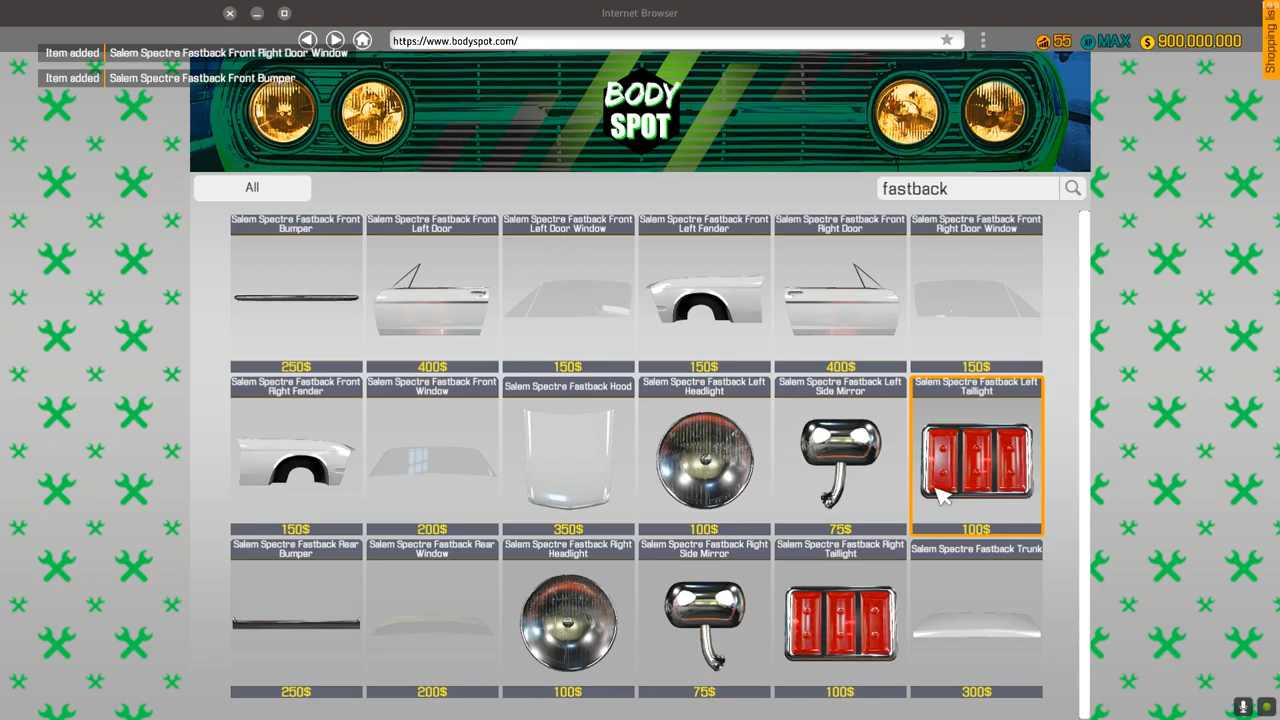 Internet Browser
https://www.bodyspot.com/
55
XP
MAX
$
900,000,000
Shopping list
Item added
Salem Spectre Fastback Front Right Door Window
Item added
Salem Spectre Fastback Front Bumper
BODY
SPOT
All
fastback
Salem Spectre Fastback Front
Bumper
Salem Spectre Fastback Front
Left Door
Salem Spectre Fastback Front
Left Door Window
Salem Spectre Fastback Front
Left Fender
Salem Spectre Fastback Front
Right Door
Salem Spectre Fastback Front
Right Door Window
250$
400$
150$
150$
400$
150$
Salem Spectre Fastback Front
Right Fender
Salem Spectre Fastback Front
Window
Salem Spectre Fastback Hood
Salem Spectre Fastback Left
Headlight
Salem Spectre Fastback Left
Side Mirror
Salem Spectre Fastback Left
Taillight
150$
200$
350$
100$
75$
100$
Salem Spectre Fastback Rear
Bumper
Salem Spectre Fastback Rear
Window
Salem Spectre Fastback Right
Headlight
Salem Spectre Fastback Right
Side Mirror
Salem Spectre Fastback Right
Taillight
Salem Spectre Fastback Trunk
250$
200$
100$
75$
100$
300$